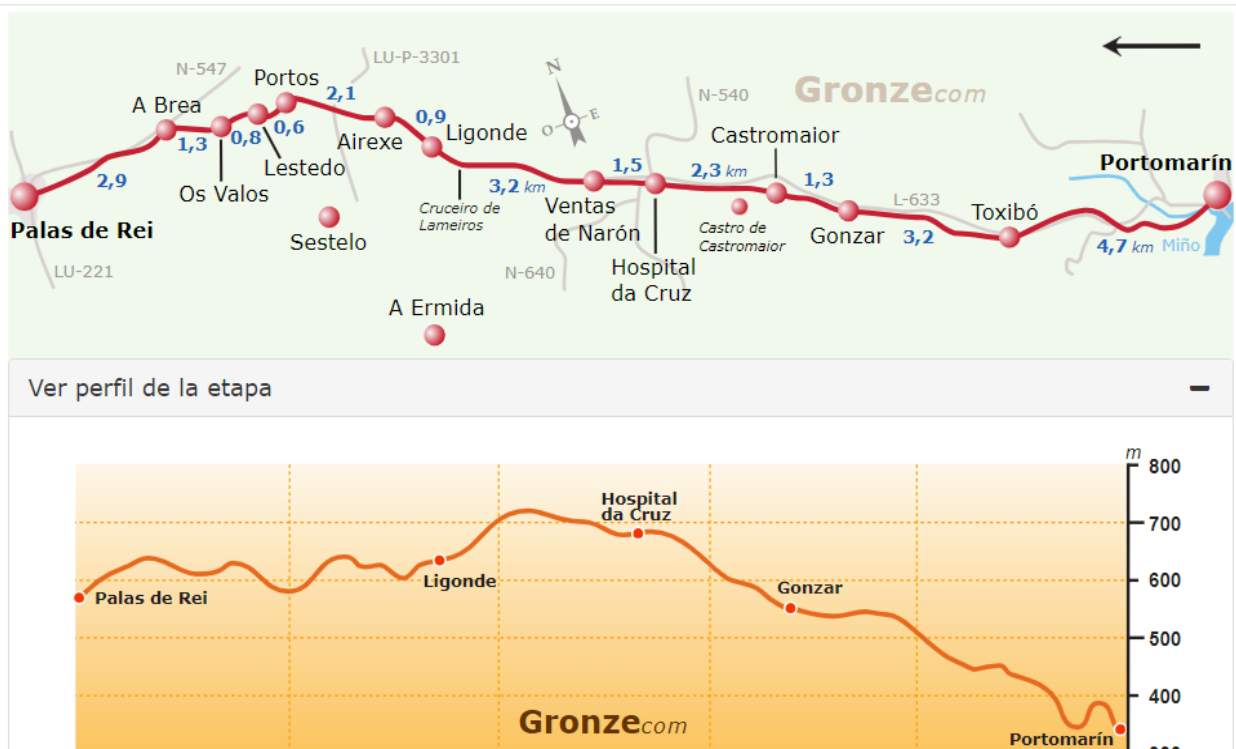 LU-P-3301
N-547
Portos
2,1
A Brea
0,9
Ligonde
N
O
E
N-540
Gronze.com
Castromaior
Portomarín
1,3
0,8
0,6
Airexe
Lestedo
1,5
2,3 km
1,3
2,9
Os Valos
3,2 km
L-633
Toxibó
Palas de Rei
Cruceiro de
Lameiros
Ventas
de Narón
Castro de
Castromaior
Gonzar
3,2
4,7 km
Miño
Sestelo
LU-221
N-640
Hospital
da Cruz
A Ermida
Ver perfil de la etapa
m
800
Hospital
da Cruz
700
Ligonde
600
Palas de Rei
Gonzar
500
400
Gronze.com
Portomarín